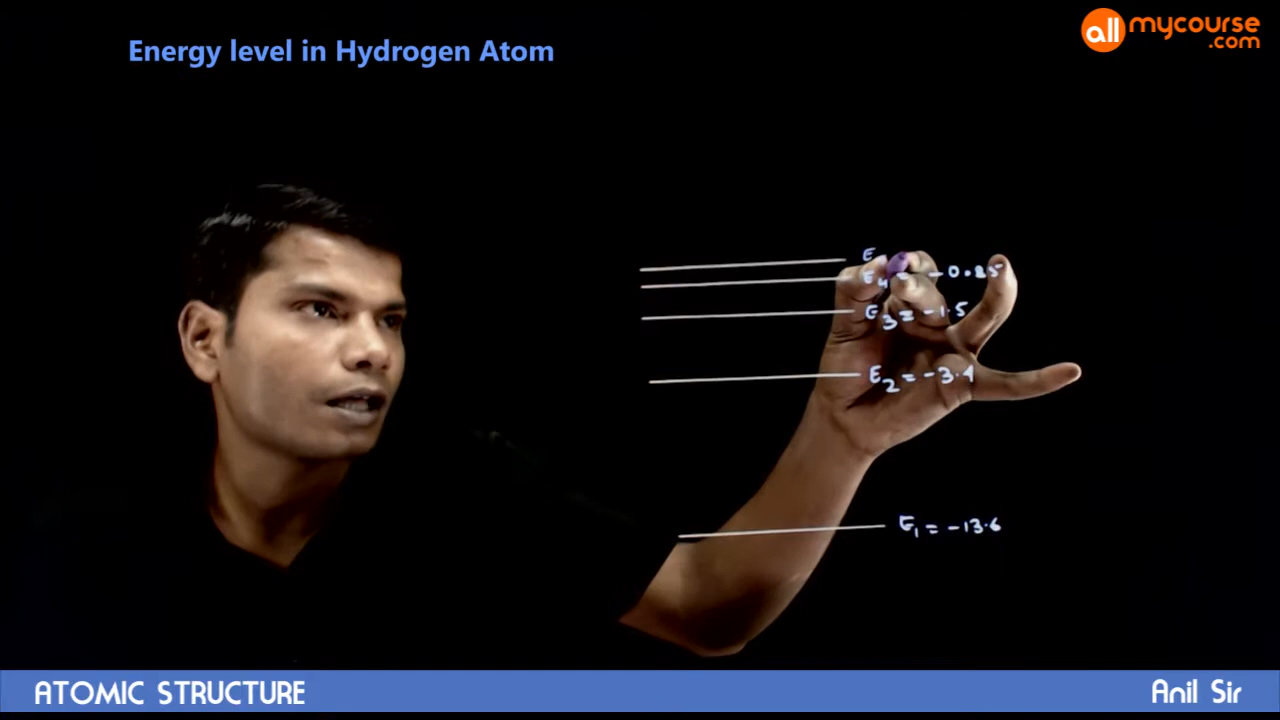 Energy level in Hydrogen Atom
all mycourse
.com
E
E4 = -0.85
E3 = -1.5
E2 = -3.4
E1 = -13.6
ATOMIC STRUCTURE
Anil Sir